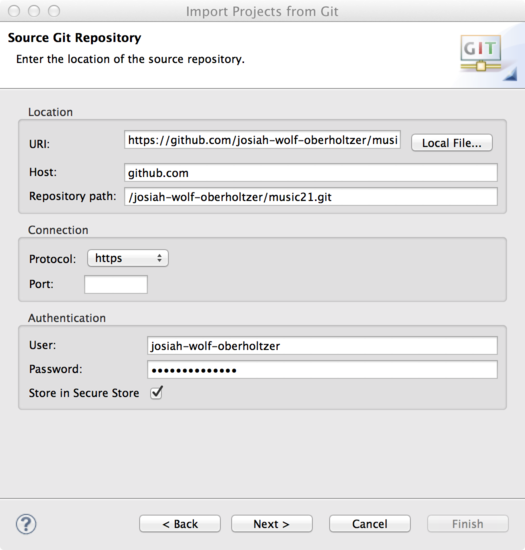 Import Projects from Git
Source Git Repository
Enter the location of the source repository.
GIT
Location
URI: https://github.com/josiah-wolf-oberholtzer/musi Local File...
Host: github.com
Repository path: /josiah-wolf-oberholtzer/music21.git
Connection
Protocol: https
Port:
Authentication
User: josiah-wolf-oberholtzer
Password: ••••••••••••••
Store in Secure Store
? < Back Next > Cancel Finish